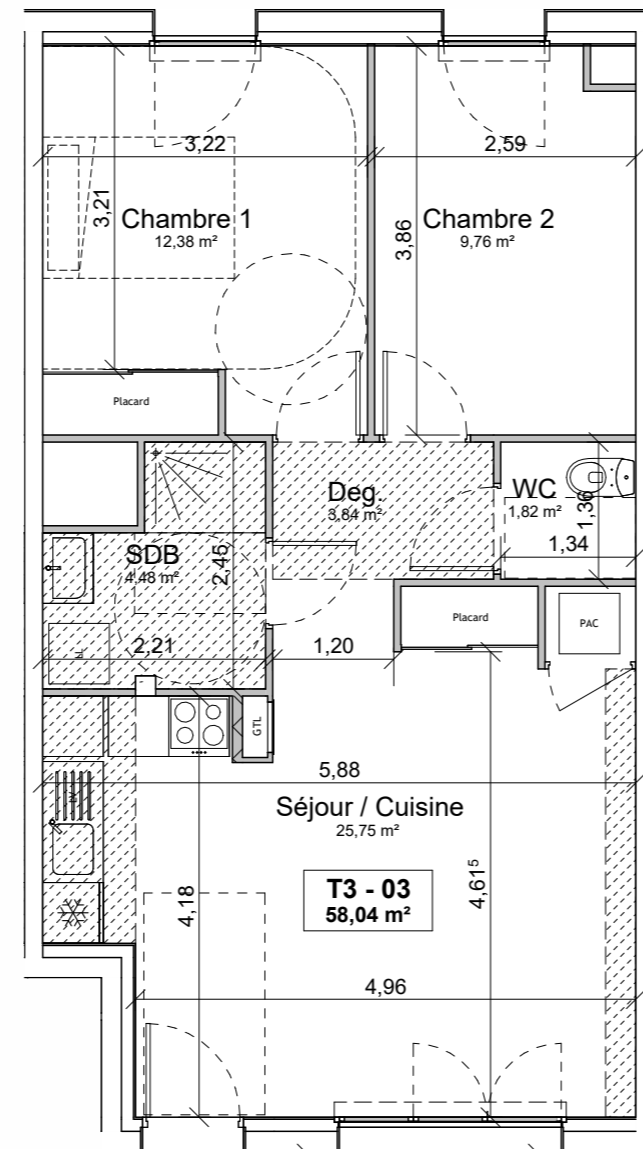 3,22
2,59
3,21
Chambre 1
12,38 m²
Chambre 2
9,76 m²
3,86
Placard
Deg.
3,84 m²
WC
1,82 m²
1,36
1,34
SDB
4,48 m²
2,45
LL
2,21
1,20
Placard
PAC
GTL
5,88
LV
Séjour / Cuisine
25,75 m²
T3 - 03
58,04 m²
4,18
4,61⁵
4,96